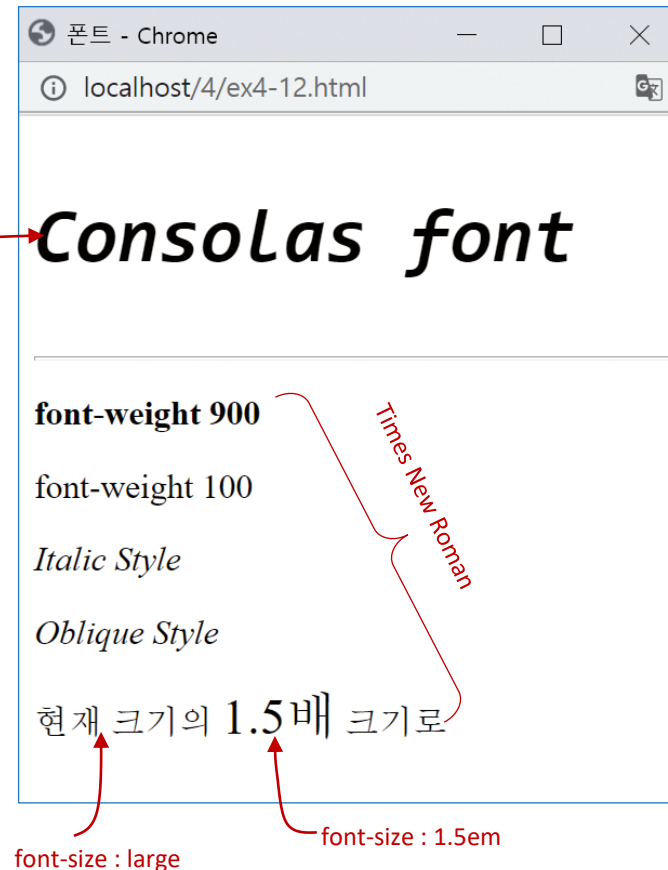 폰트 - Chrome
localhost/4/ex4-12.html
Consolas font
font-weight 900
Times New Roman
font-weight 100
Italic Style
Oblique Style
현재 크기의 1.5배 크기로
font-size : 1.5em
font-size : large